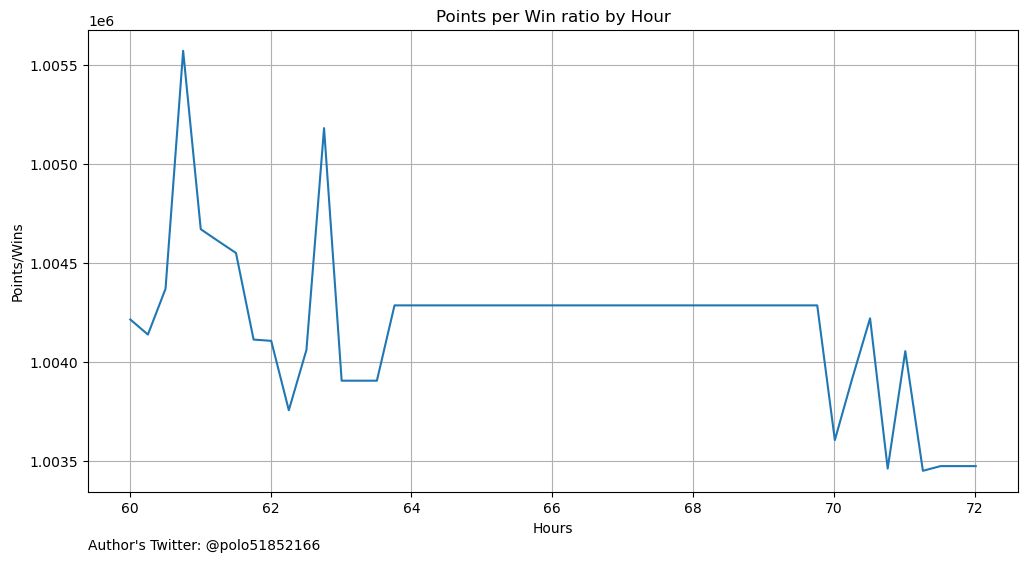 Points per Win ratio by Hour
1e6
1.0055
1.0050
1.0045
1.0040
1.0035
Points/Wins
60 62 64 66 68 70 72
Hours
Author's Twitter: @polo51852166